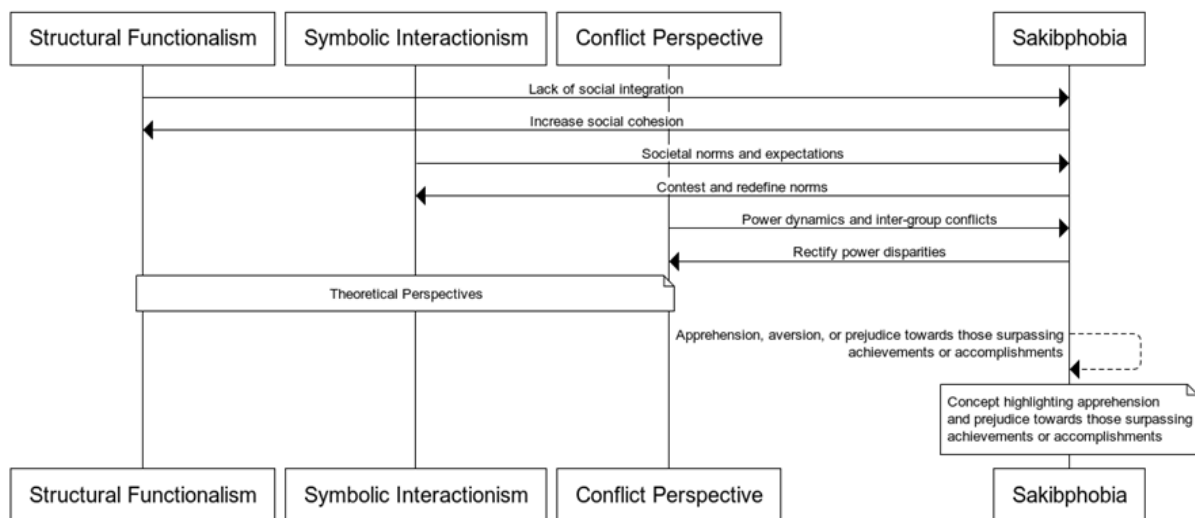 Structural Functionalism
Symbolic Interactionism
Conflict Perspective
Sakibphobia
Lack of social integration
Increase social cohesion
Societal norms and expectations
Contest and redefine norms
Power dynamics and inter-group conflicts
Rectify power disparities
Theoretical Perspectives
Apprehension, aversion, or prejudice towards those surpassing
achievements or accomplishments
Concept highlighting apprehension
and prejudice towards those surpassing
achievements or accomplishments
Structural Functionalism
Symbolic Interactionism
Conflict Perspective
Sakibphobia